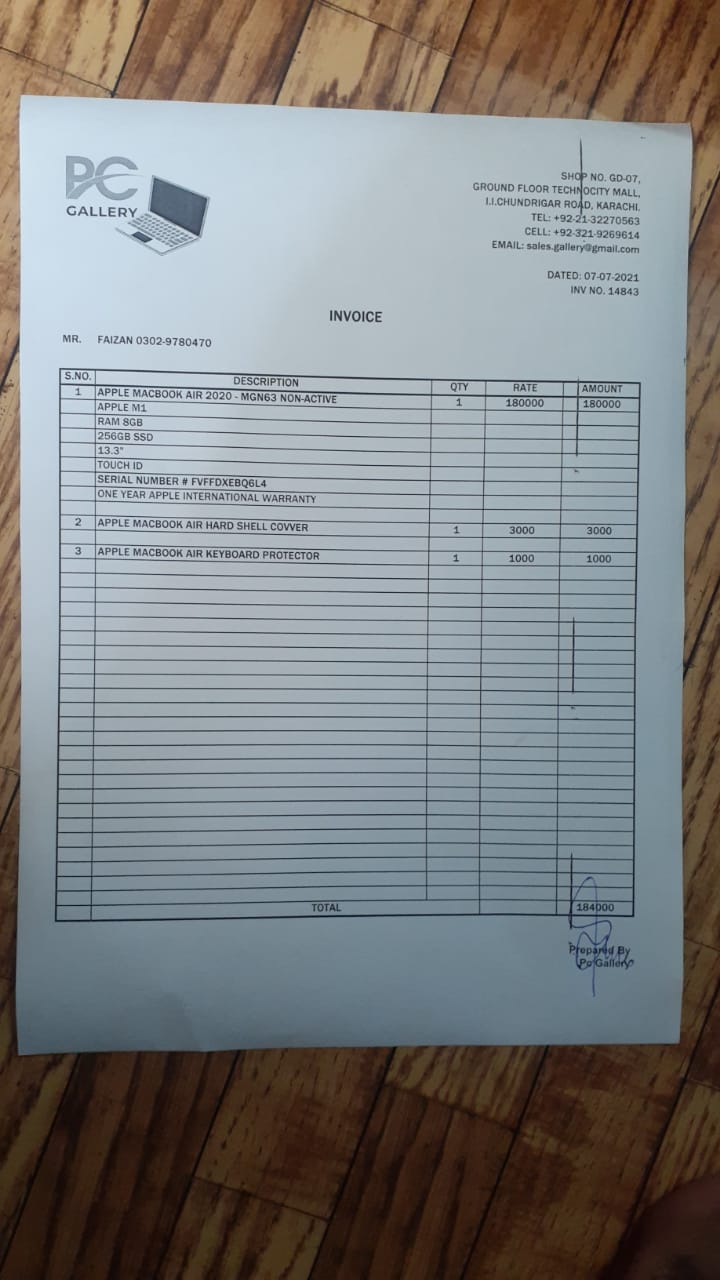 PC
GALLERY
SHOP NO. GD-07,
GROUND FLOOR TECHNOCITY MALL,
I.I.CHUNDRIGAR ROAD, KARACHI.
TEL: +92-21-32270563
CELL: +92-321-9269614
EMAIL: sales.gallery@gmail.com
DATED: 07-07-2021
INV NO. 14843
INVOICE
MR. FAIZAN 0302-9780470
S.NO. DESCRIPTION QTY RATE AMOUNT
1 APPLE MACBOOK AIR 2020 - MGN63 NON-ACTIVE 1 180000 180000
APPLE M1
RAM 8GB
256GB SSD
13.3"
TOUCH ID
SERIAL NUMBER # FVFFDXEBQ6L4
ONE YEAR APPLE INTERNATIONAL WARRANTY
2 APPLE MACBOOK AIR HARD SHELL COVVER 1 3000 3000
3 APPLE MACBOOK AIR KEYBOARD PROTECTOR 1 1000 1000
TOTAL 184000
Prepared By
Pc Gallery